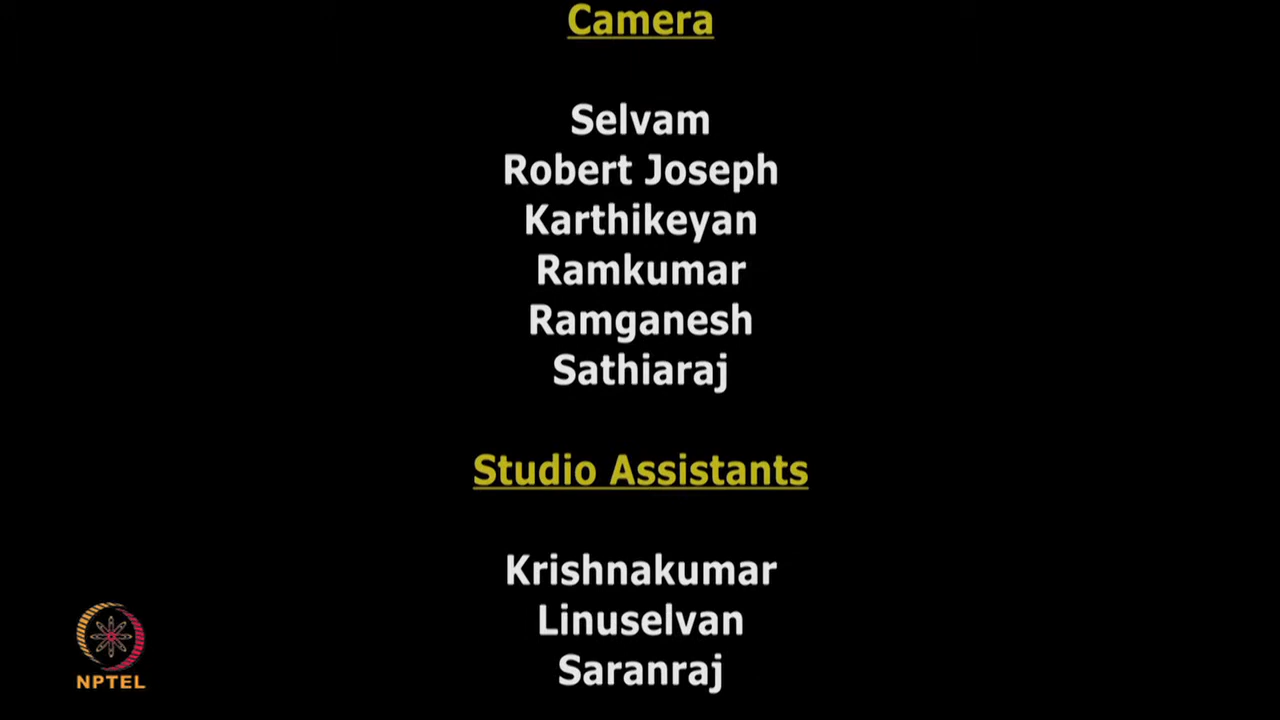 Camera
Selvam
Robert Joseph
Karthikeyan
Ramkumar
Ramganesh
Sathiaraj
Studio Assistants
Krishnakumar
Linuselvan
Saranraj
NPTEL